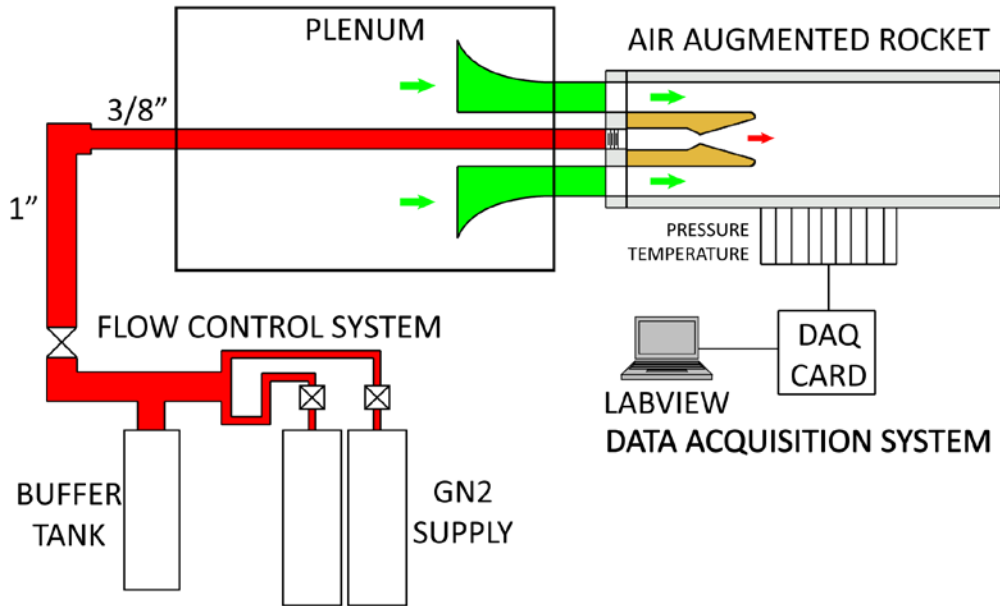 PLENUM
AIR AUGMENTED ROCKET
3/8”
1”
PRESSURE
TEMPERATURE
FLOW CONTROL SYSTEM
DAQ
CARD
LABVIEW
DATA ACQUISITION SYSTEM
BUFFER
TANK
GN2
SUPPLY